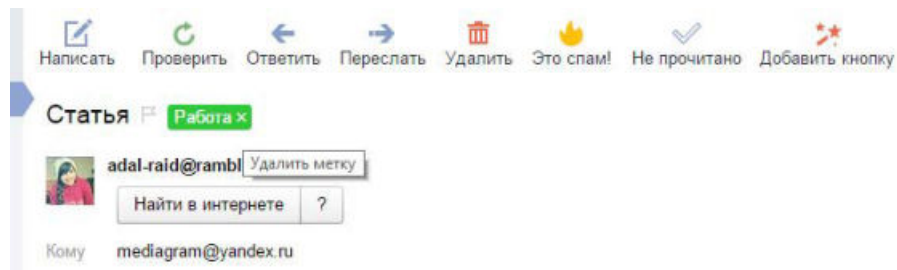 Написать Проверить Ответить Переслать Удалить Это спам! Не прочитано Добавить кнопку
Статья Работа ×
adal-raid@rambl Удалить метку
Найти в интернете ?
Кому mediagram@yandex.ru